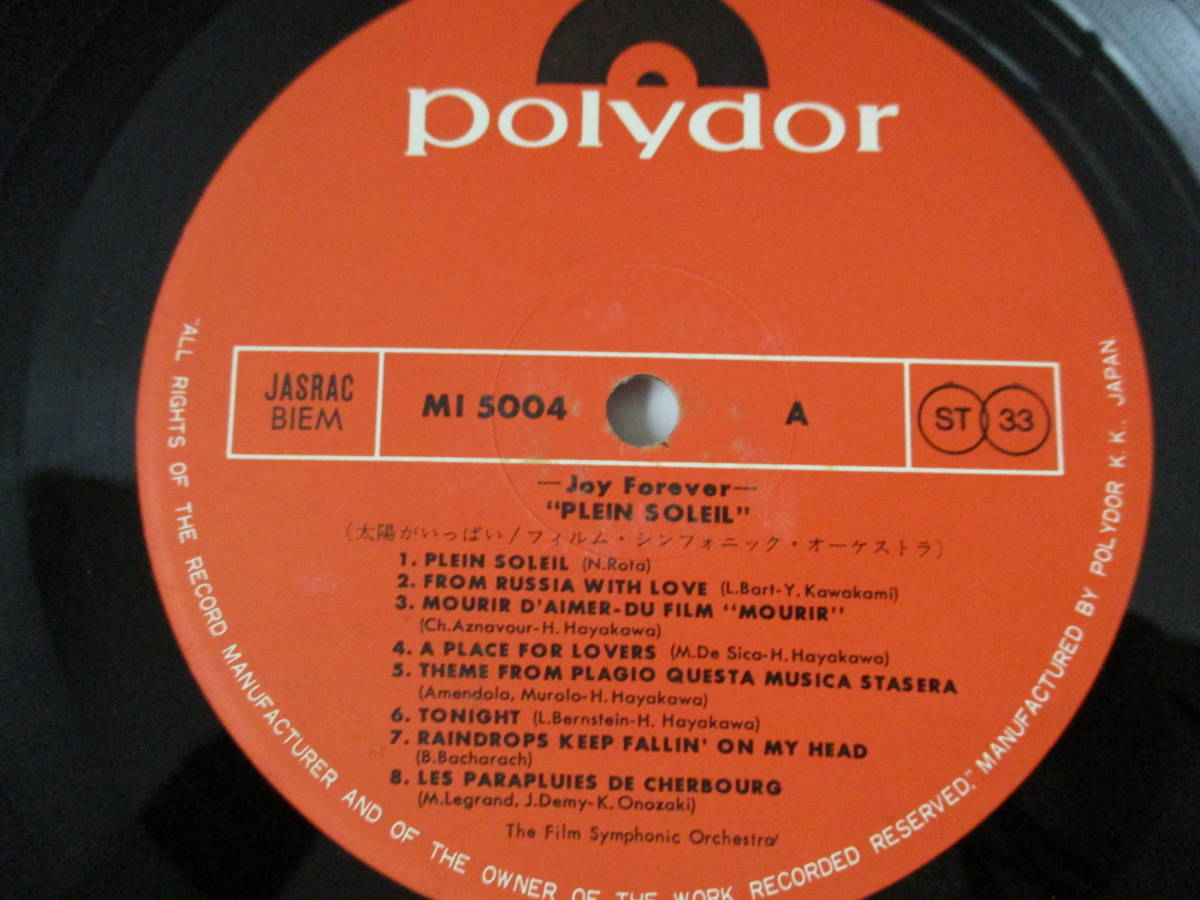 polydor
JASRAC
BIEM
MI 5004
A
ST 33
—Joy Forever—
"PLEIN SOLEIL"
(太陽がいっぱい/フィルム・シンフォニック・オーケストラ)
1. PLEIN SOLEIL (N.Rota)
2. FROM RUSSIA WITH LOVE (L.Bart-Y. Kawakami)
3. MOURIR D'AIMER-DU FILM "MOURIR"
(Ch.Aznavour-H. Hayakawa)
4. A PLACE FOR LOVERS (M.De Sica-H. Hayakawa)
5. THEME FROM PLAGIO QUESTA MUSICA STASERA
(Amendola, Murolo-H. Hayakawa)
6. TONIGHT (L.Bernstein-H. Hayakawa)
7. RAINDROPS KEEP FALLIN' ON MY HEAD
(B.Bacharach)
8. LES PARAPLUIES DE CHERBOURG
(M.Legrand, J.Demy-K. Onozaki)
The Film Symphonic Orchestra
"ALL RIGHTS OF THE RECORD MANUFACTURER AND OF THE OWNER OF THE WORK RECORDED RESERVED," MANUFACTURED BY POLYDOR K. K., JAPAN